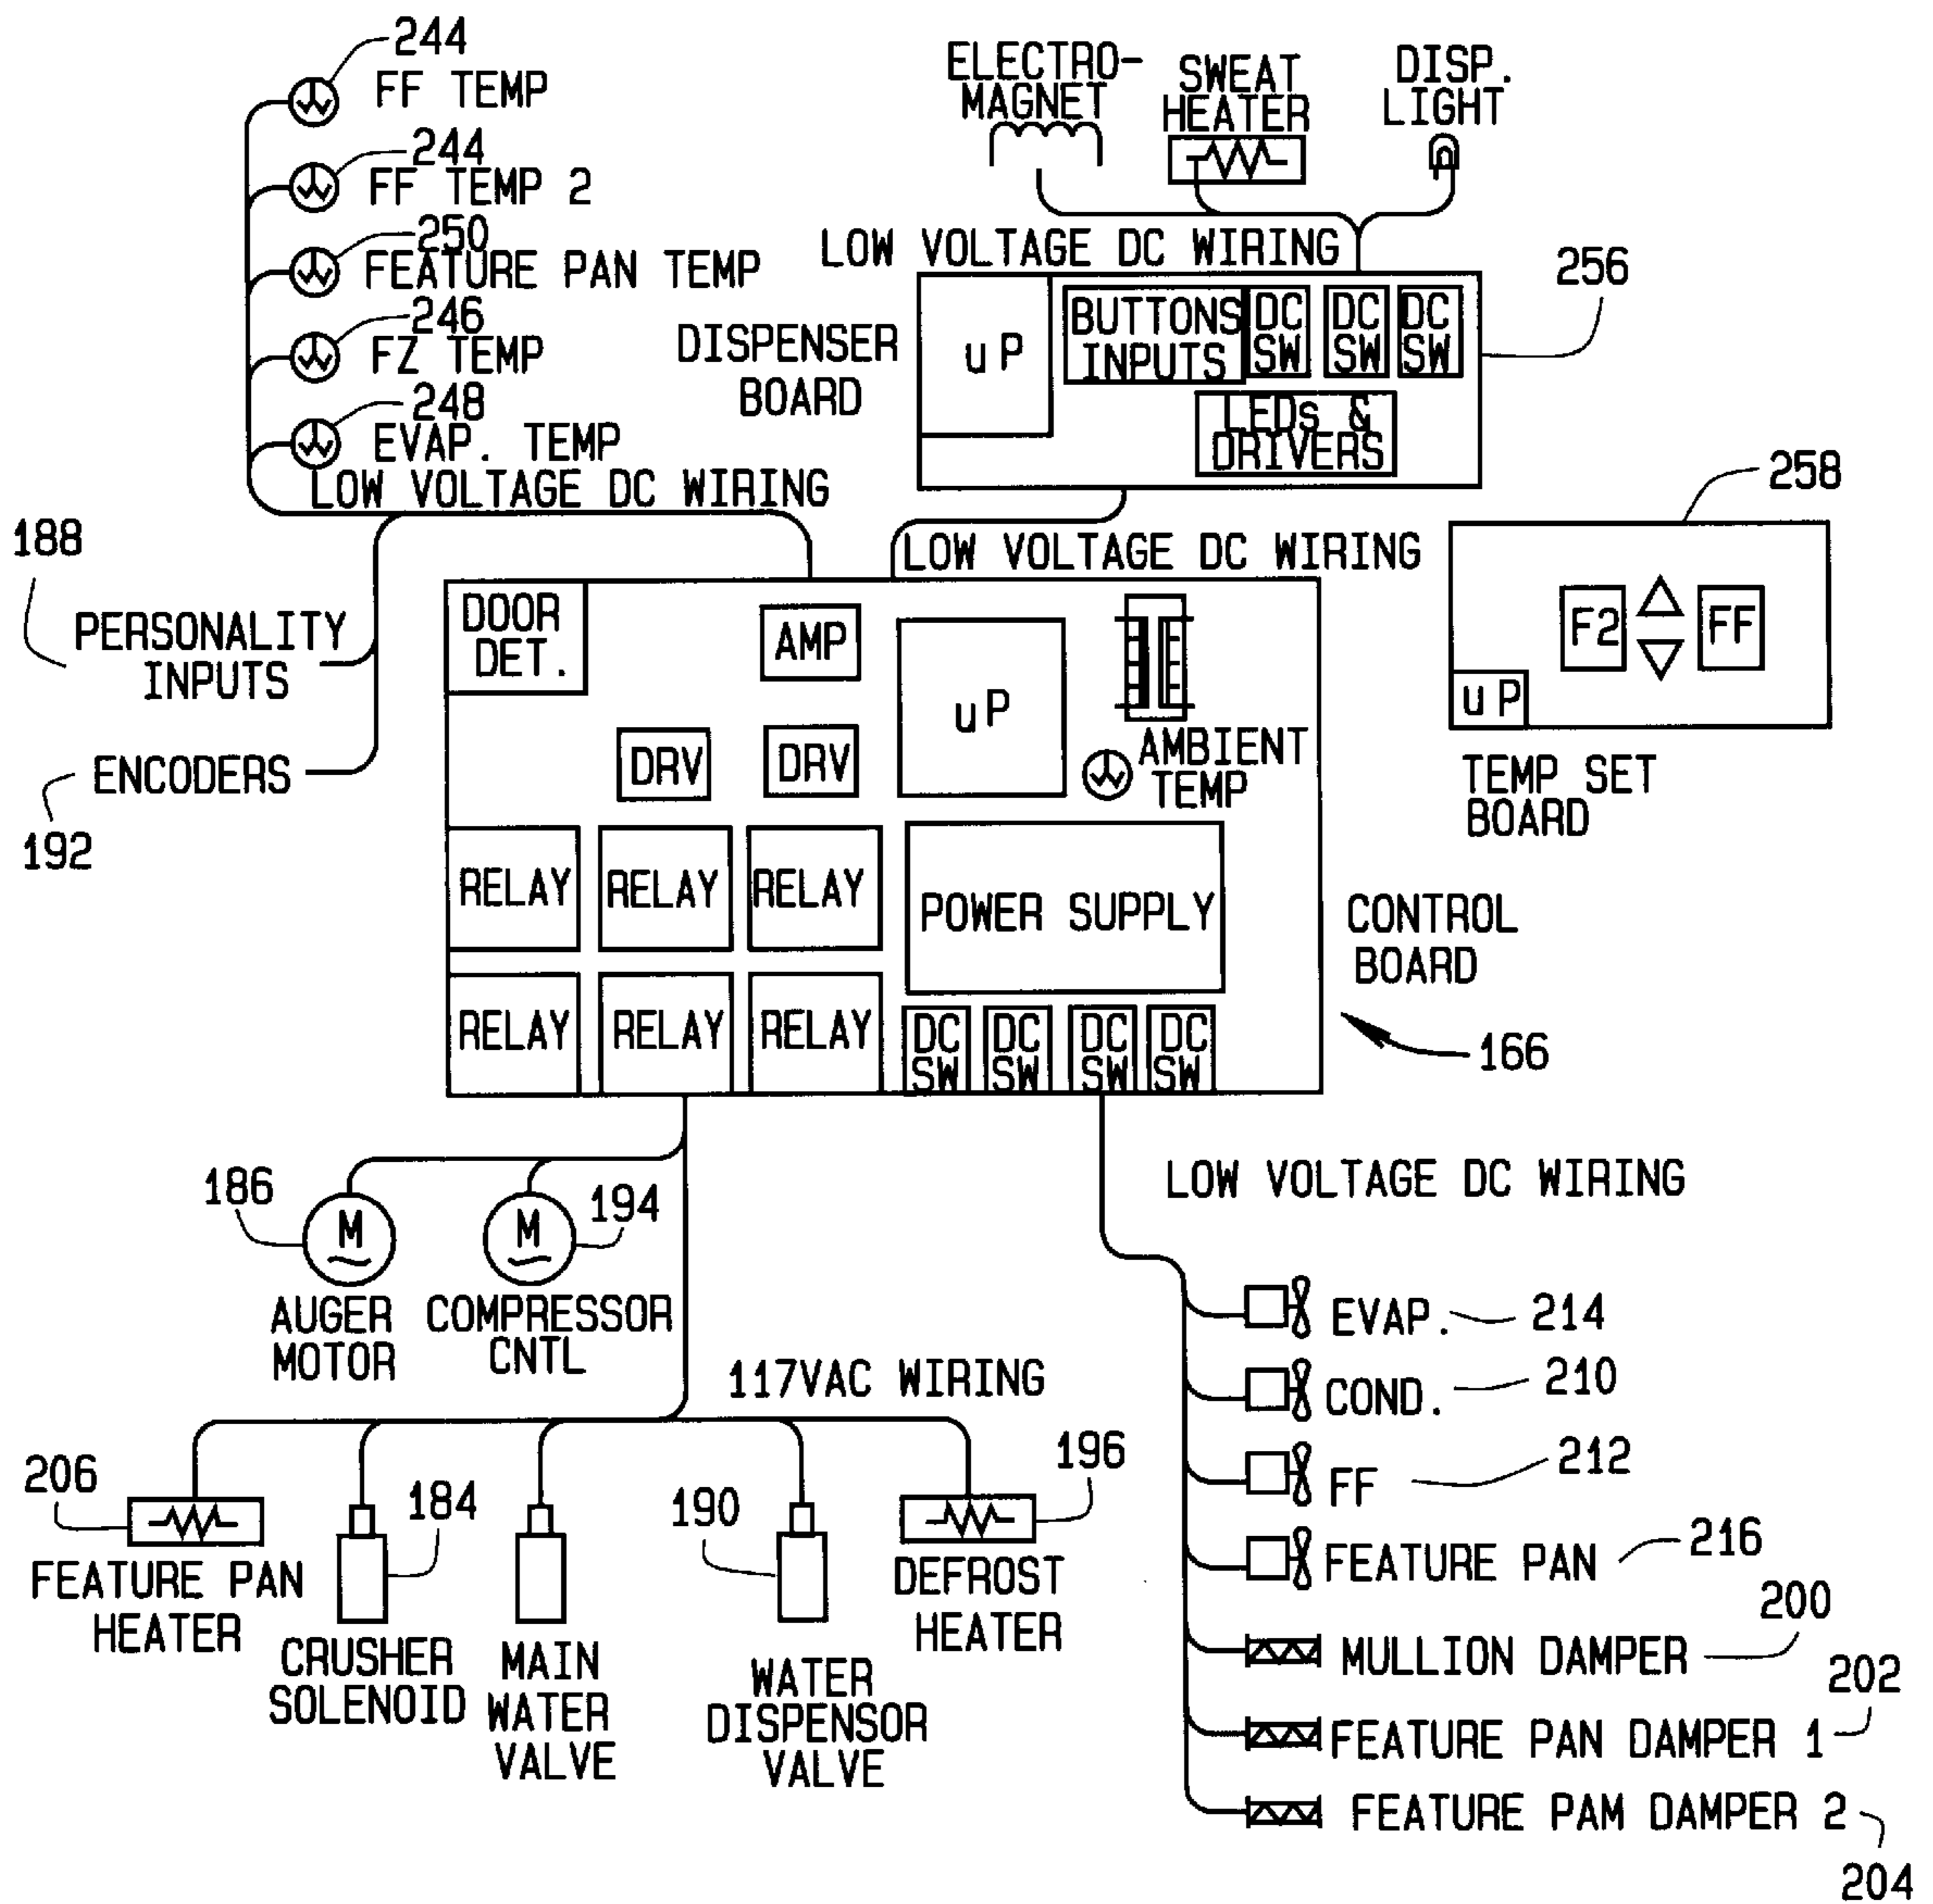 244
FF TEMP
244
FF TEMP 2
250
FEATURE PAN TEMP
246
FZ TEMP
248
EVAP. TEMP
LOW VOLTAGE DC WIRING
ELECTRO-
MAGNET
SWEAT
HEATER
DISP.
LIGHT
LOW VOLTAGE DC WIRING
256
DISPENSER
BOARD
uP
BUTTONS
INPUTS
DC
SW
DC
SW
DC
SW
LEDs &
DRIVERS
LOW VOLTAGE DC WIRING
258
F2
FF
uP
TEMP SET
BOARD
188
PERSONALITY
INPUTS
ENCODERS
192
DOOR
DET.
AMP
uP
DRV
DRV
AMBIENT
TEMP
RELAY
RELAY
RELAY
POWER SUPPLY
RELAY
RELAY
RELAY
DC
SW
DC
SW
DC
SW
DC
SW
CONTROL
BOARD
166
186
M
AUGER
MOTOR
194
M
COMPRESSOR
CNTL
117VAC WIRING
206
FEATURE PAN
HEATER
184
CRUSHER
SOLENOID
MAIN
WATER
VALVE
190
WATER
DISPENSOR
VALVE
196
DEFROST
HEATER
LOW VOLTAGE DC WIRING
EVAP. 214
COND. 210
FF 212
FEATURE PAN 216
MULLION DAMPER 200
FEATURE PAN DAMPER 1 202
FEATURE PAM DAMPER 2
204